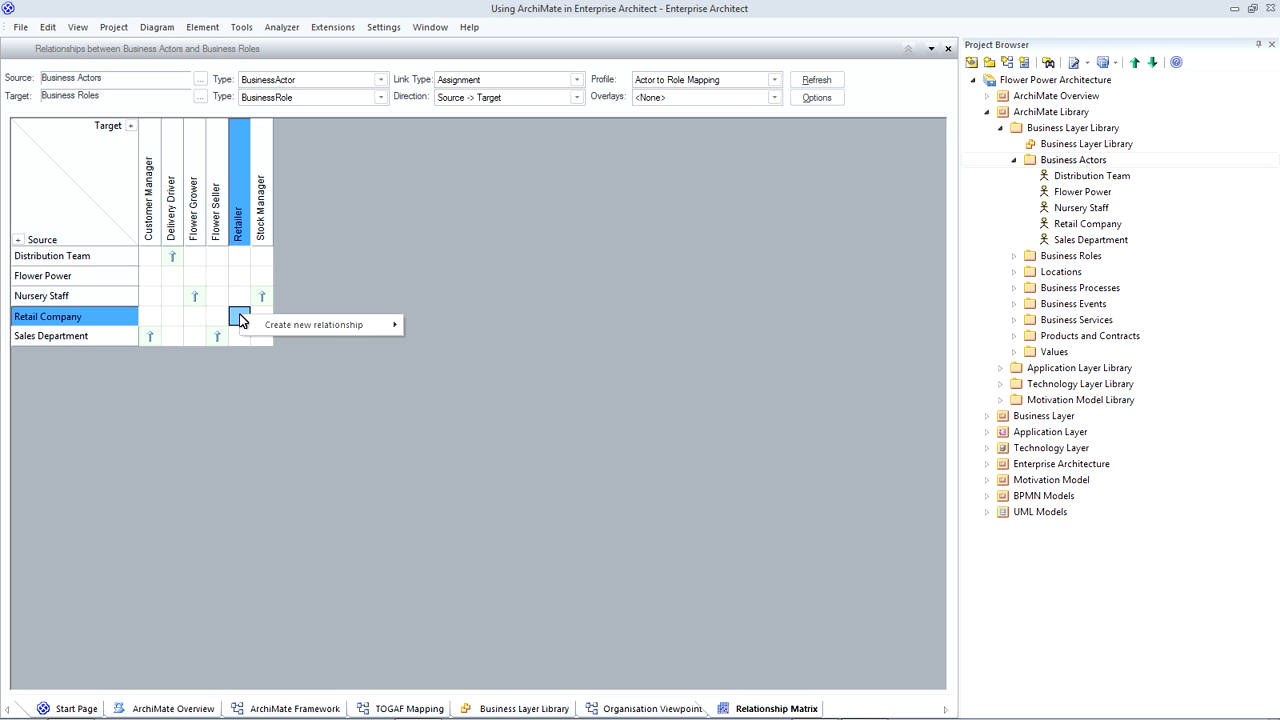 Using ArchiMate in Enterprise Architect - Enterprise Architect
File Edit View Project Diagram Element Tools Analyzer Extensions Settings Window Help
Relationships between Business Actors and Business Roles
Source: Business Actors ... Type: BusinessActor Link Type: Assignment Profile: Actor to Role Mapping Refresh
Target: Business Roles ... Type: BusinessRole Direction: Source -> Target Overlays: <None> Options
Target +
Customer Manager
Delivery Driver
Flower Grower
Flower Seller
Retailer
Stock Manager
+ Source
Distribution Team
Flower Power
Nursery Staff
Retail Company
Sales Department
Create new relationship
Project Browser
Flower Power Architecture
ArchiMate Overview
ArchiMate Library
Business Layer Library
Business Layer Library
Business Actors
Distribution Team
Flower Power
Nursery Staff
Retail Company
Sales Department
Business Roles
Locations
Business Processes
Business Events
Business Services
Products and Contracts
Values
Application Layer Library
Technology Layer Library
Motivation Model Library
Business Layer
Application Layer
Technology Layer
Enterprise Architecture
Motivation Model
BPMN Models
UML Models
Start Page ArchiMate Overview ArchiMate Framework TOGAF Mapping Business Layer Library Organisation Viewpoint Relationship Matrix